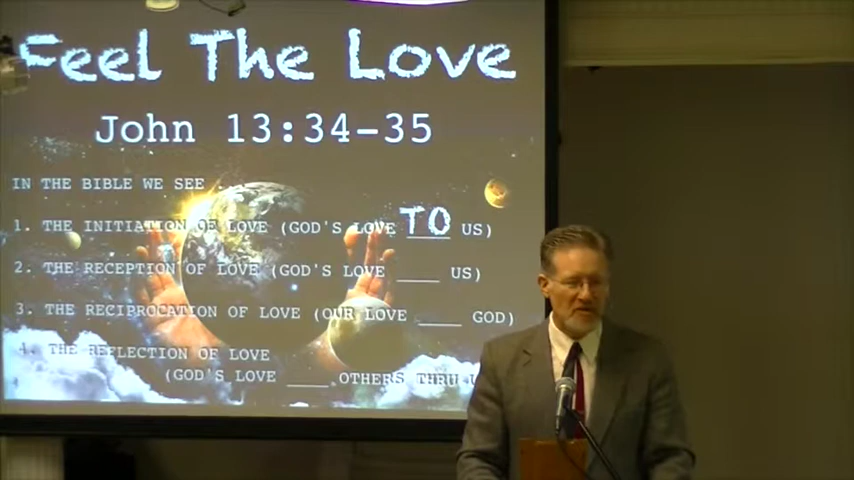 Feel The Love
John 13:34-35
IN THE BIBLE WE SEE
1. THE INITIATION OF LOVE (GOD'S LOVE TO US)
2. THE RECEPTION OF LOVE (GOD'S LOVE ____ US)
3. THE RECIPROCATION OF LOVE (OUR LOVE ____ GOD)
4. THE REFLECTION OF LOVE
(GOD'S LOVE ____ OTHERS THRU